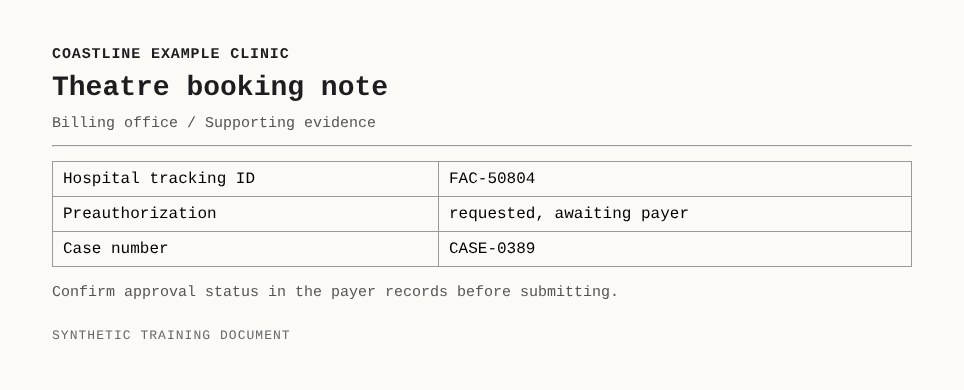 COASTLINE EXAMPLE CLINIC
Theatre booking note
Billing office / Supporting evidence
Hospital tracking ID FAC-50804
Preauthorization requested, awaiting payer
Case number CASE-0389
Confirm approval status in the payer records before submitting.
SYNTHETIC TRAINING DOCUMENT